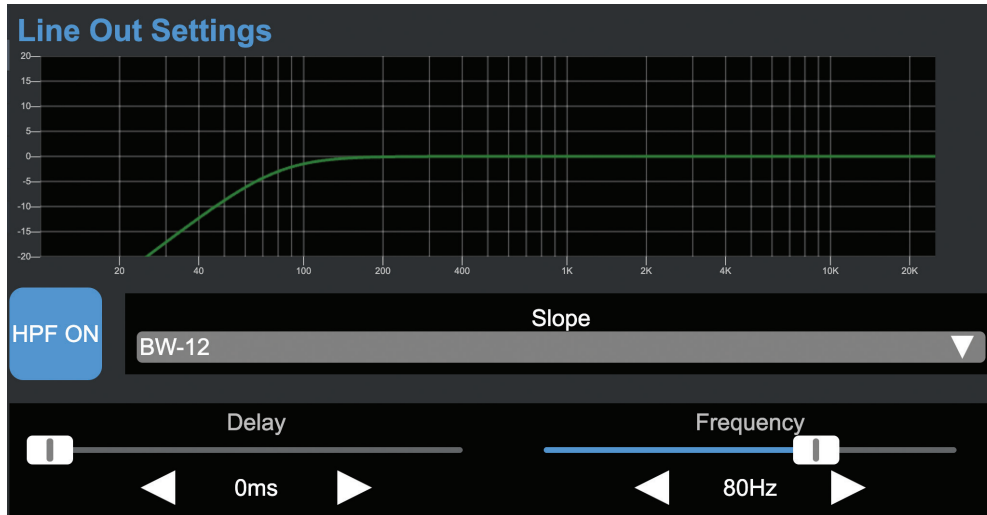 Line Out Settings
20
15
10
5
0
-5
-10
-15
-20
20 40 100 200 400 1K 2K 4K 10K 20K
HPF ON
Slope
BW-12
Delay Frequency
0ms 80Hz